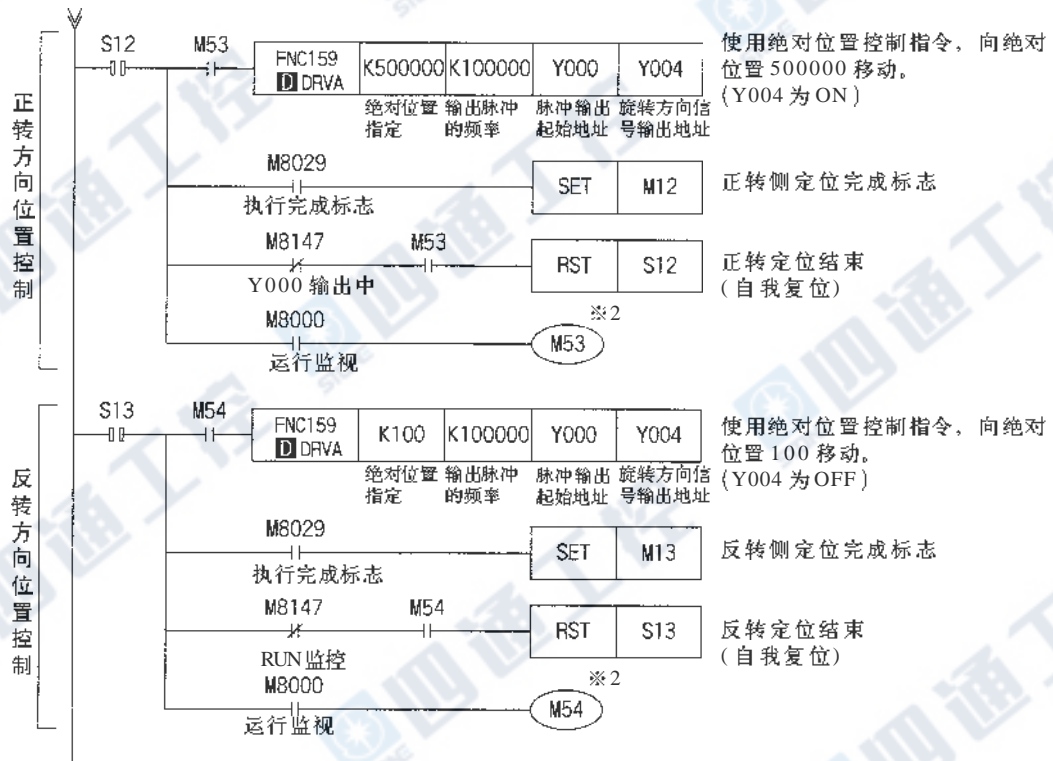 正转方向位置控制
S12 M53 FNC159 D DRVA K500000 K100000 Y000 Y004
绝对位置指定 输出脉冲的频率 脉冲输出起始地址 旋转方向信号输出地址
使用绝对位置控制指令，向绝对
位置500000移动。
(Y004为ON)
M8029
执行完成标志
SET M12
正转侧定位完成标志
M8147 M53
Y000输出中
RST S12
正转定位结束
(自我复位)
※2
M8000
运行监视
M53
反转方向位置控制
S13 M54 FNC159 D DRVA K100 K100000 Y000 Y004
绝对位置指定 输出脉冲的频率 脉冲输出起始地址 旋转方向信号输出地址
使用绝对位置控制指令，向绝对
位置100移动。
(Y004为OFF)
M8029
执行完成标志
SET M13
反转侧定位完成标志
M8147 M54
RUN监控
RST S13
反转定位结束
(自我复位)
※2
M8000
运行监视
M54
四通工控